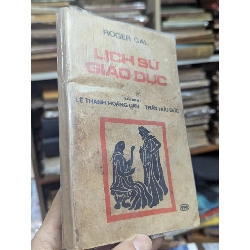 ROGER GAL
LỊCH SỬ
GIÁO DỤC
LÊ THANH HOÀNG DÂN TRẦN HỮU ĐỨC